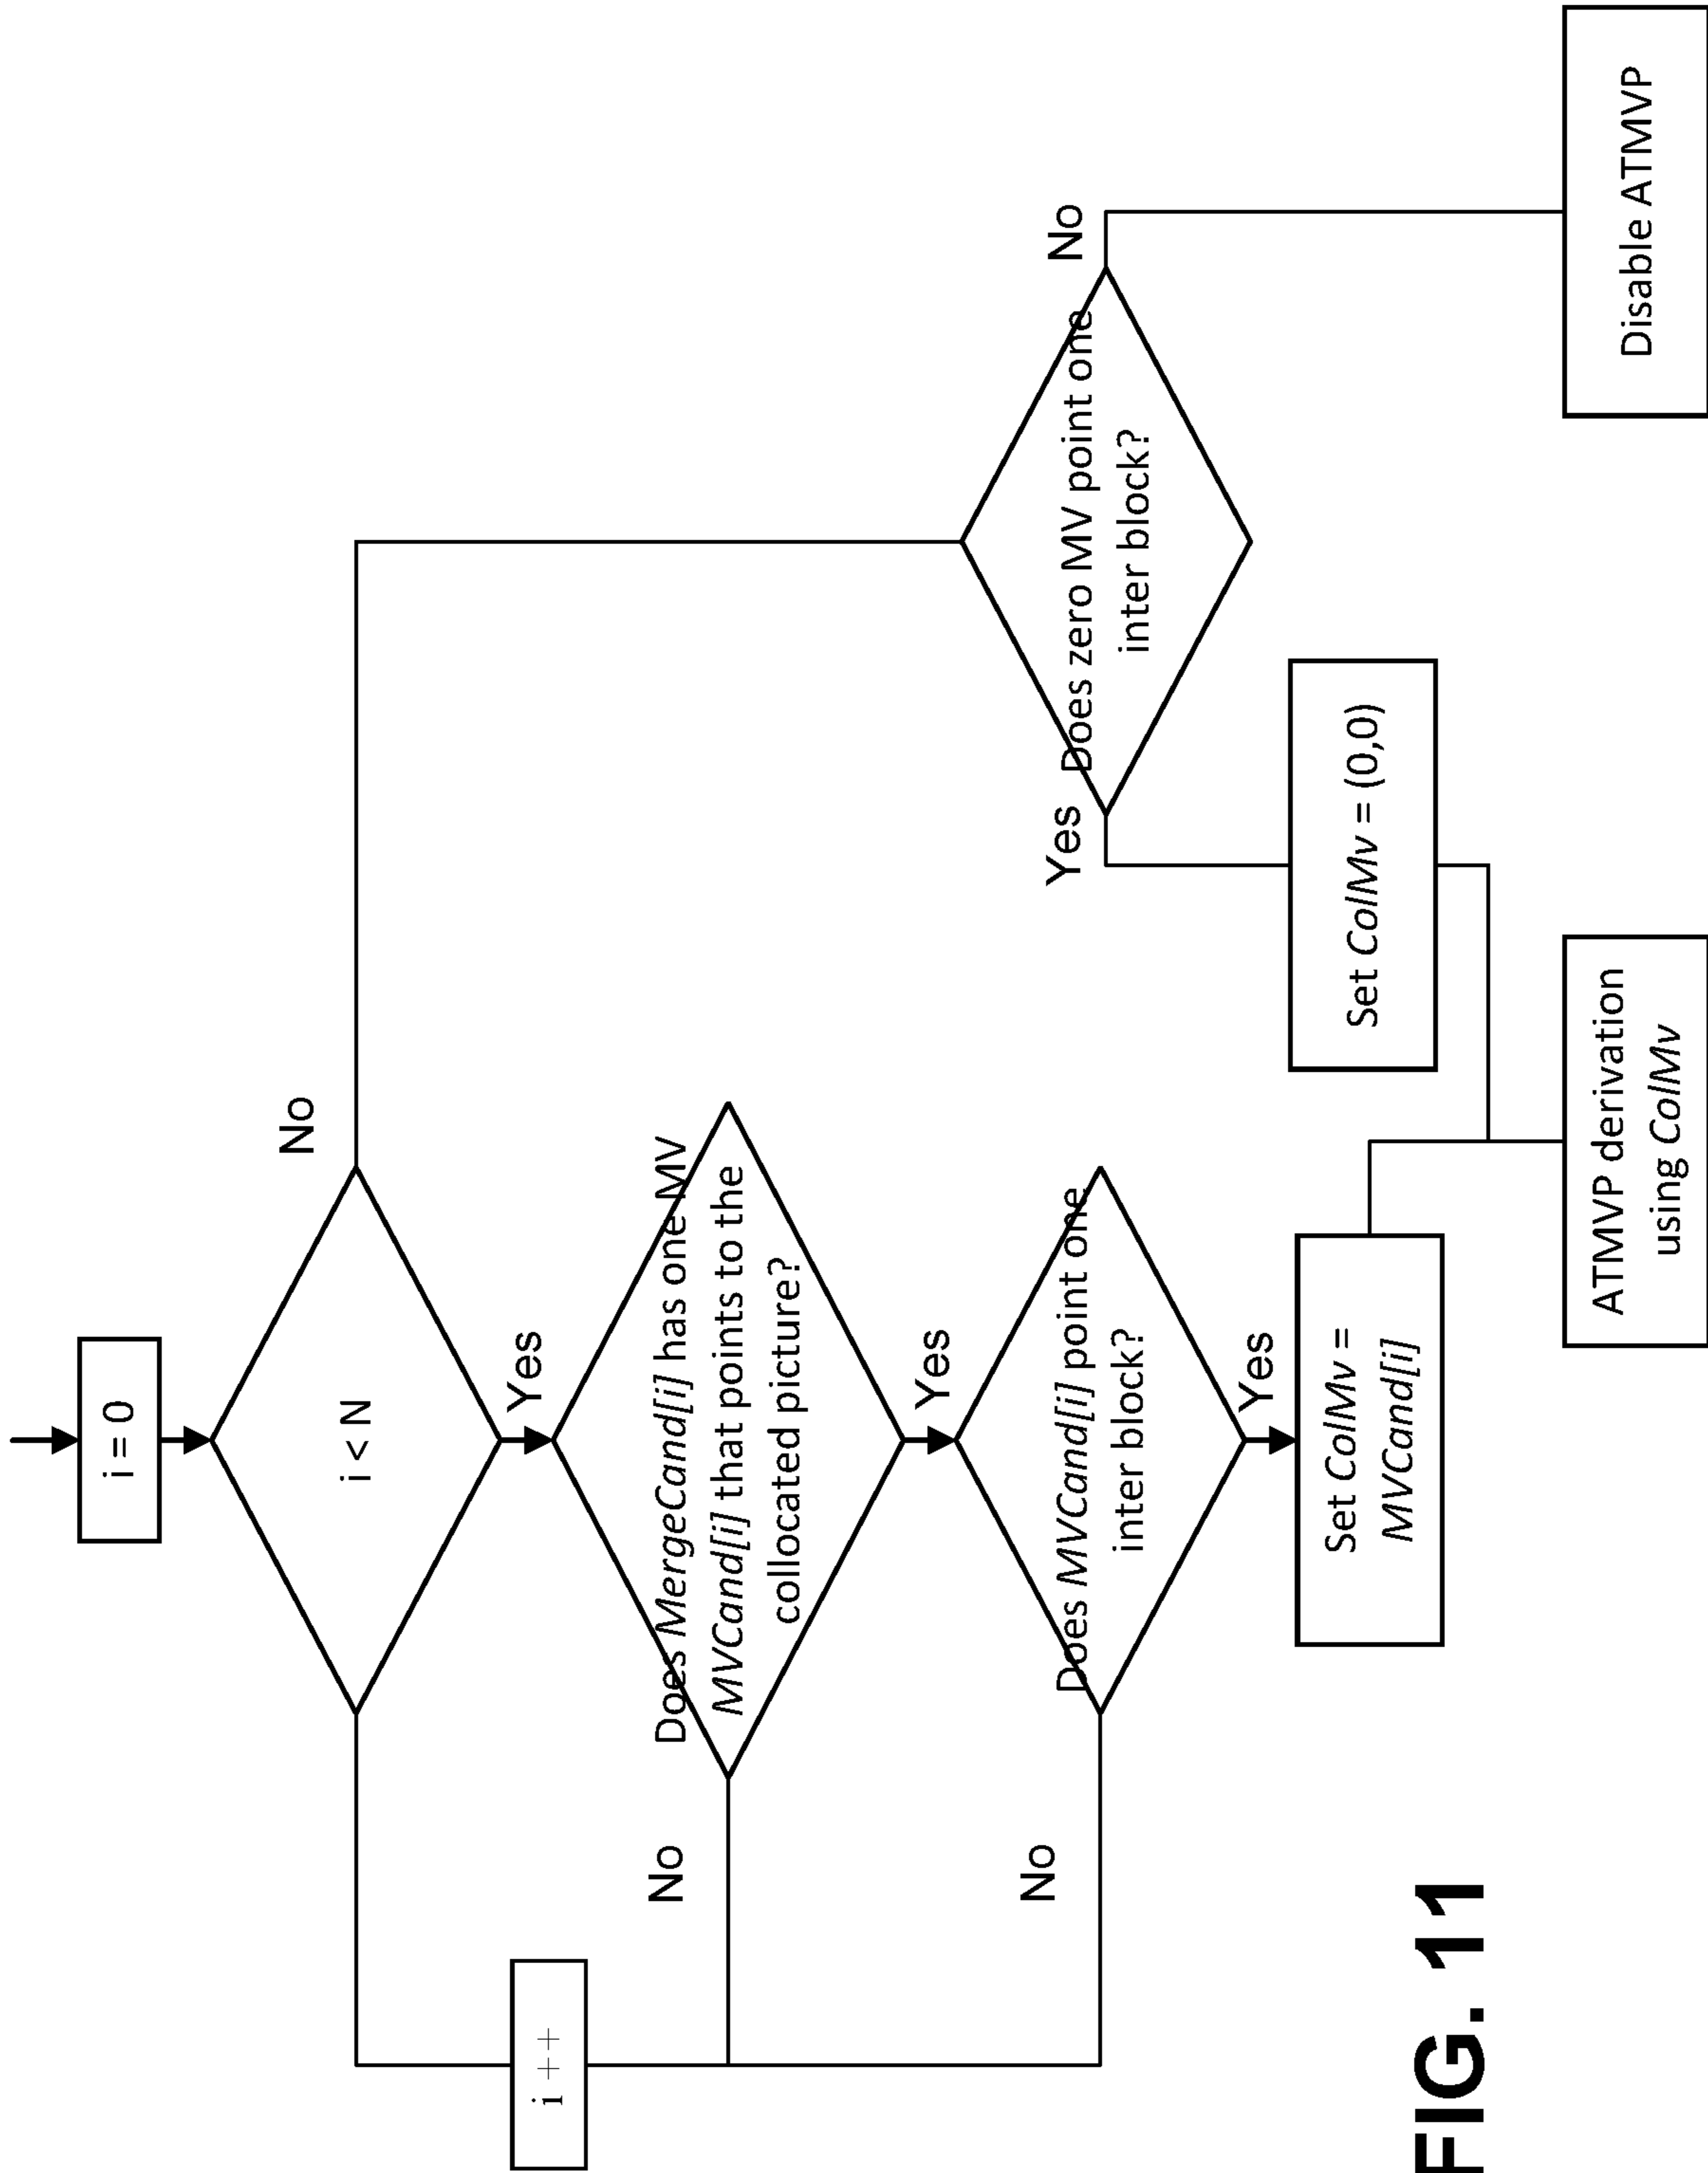 i = 0
i < N
No
Yes
Does MergeCand[i] has one MV
MVCand[i] that points to the
collocated picture?
No
i ++
Yes
Does MVCand[i] point one
inter block?
No
Yes
Set ColMv =
MVCand[i]
Does zero MV point one
inter block?
Yes
No
Set ColMv = (0,0)
ATMVP derivation
using ColMv
Disable ATMVP
FIG. 11